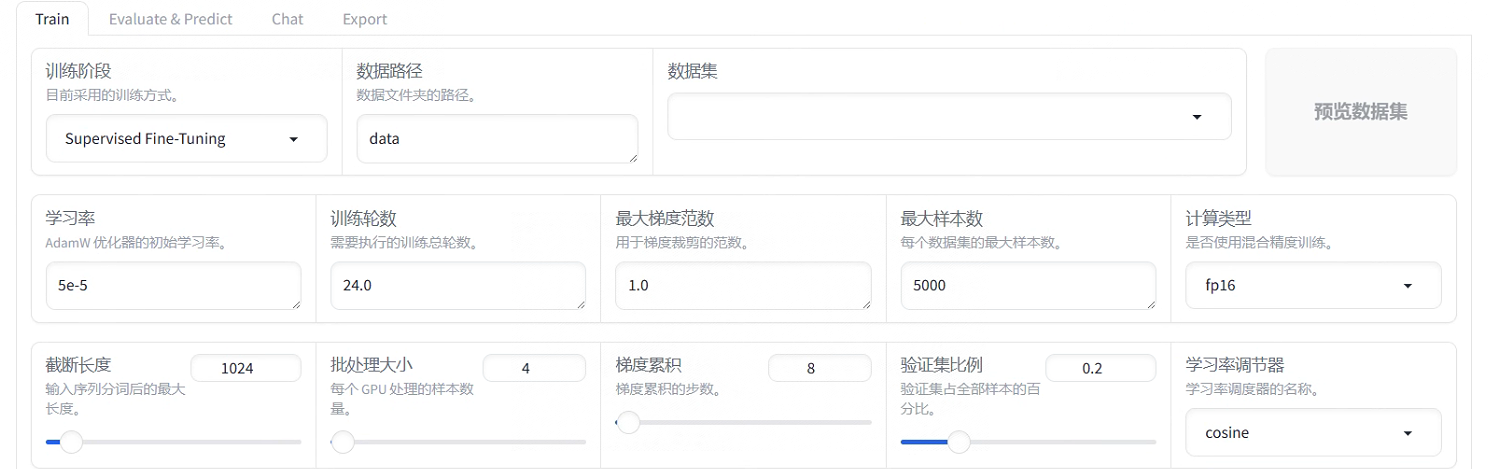 Train
Evaluate & Predict
Chat
Export
训练阶段
目前采用的训练方式。
Supervised Fine-Tuning
数据路径
数据文件夹的路径。
data
数据集
预览数据集
学习率
AdamW 优化器的初始学习率。
5e-5
训练轮数
需要执行的训练总轮数。
24.0
最大梯度范数
用于梯度裁剪的范数。
1.0
最大样本数
每个数据集的最大样本数。
5000
计算类型
是否使用混合精度训练。
fp16
截断长度
1024
输入序列分词后的最大
长度。
批处理大小
4
每个 GPU 处理的样本数
量。
梯度累积
8
梯度累积的步数。
验证集比例
0.2
验证集占全部样本的百
分比。
学习率调节器
学习率调度器的名称。
cosine